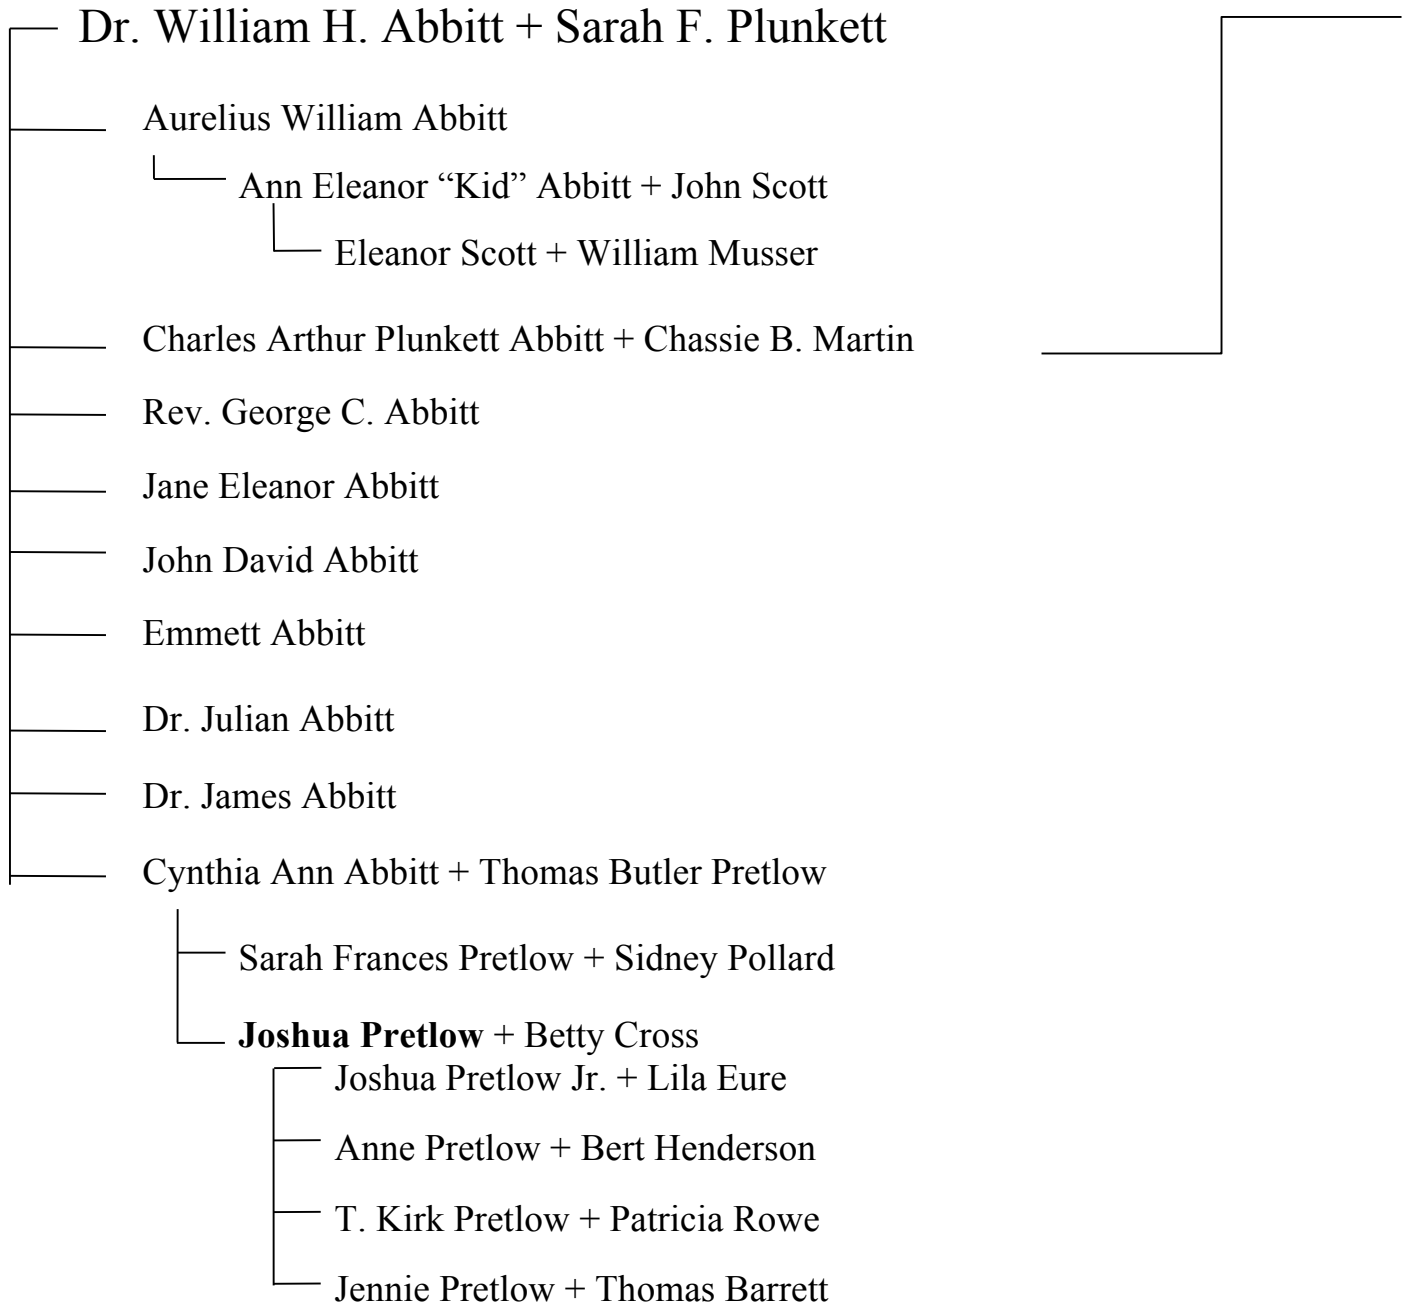 Dr. William H. Abbitt + Sarah F. Plunkett
Aurelius William Abbitt
Ann Eleanor “Kid” Abbitt + John Scott
Eleanor Scott + William Musser
Charles Arthur Plunkett Abbitt + Chassie B. Martin
Rev. George C. Abbitt
Jane Eleanor Abbitt
John David Abbitt
Emmett Abbitt
Dr. Julian Abbitt
Dr. James Abbitt
Cynthia Ann Abbitt + Thomas Butler Pretlow
Sarah Frances Pretlow + Sidney Pollard
Joshua Pretlow + Betty Cross
Joshua Pretlow Jr. + Lila Eure
Anne Pretlow + Bert Henderson
T. Kirk Pretlow + Patricia Rowe
Jennie Pretlow + Thomas Barrett